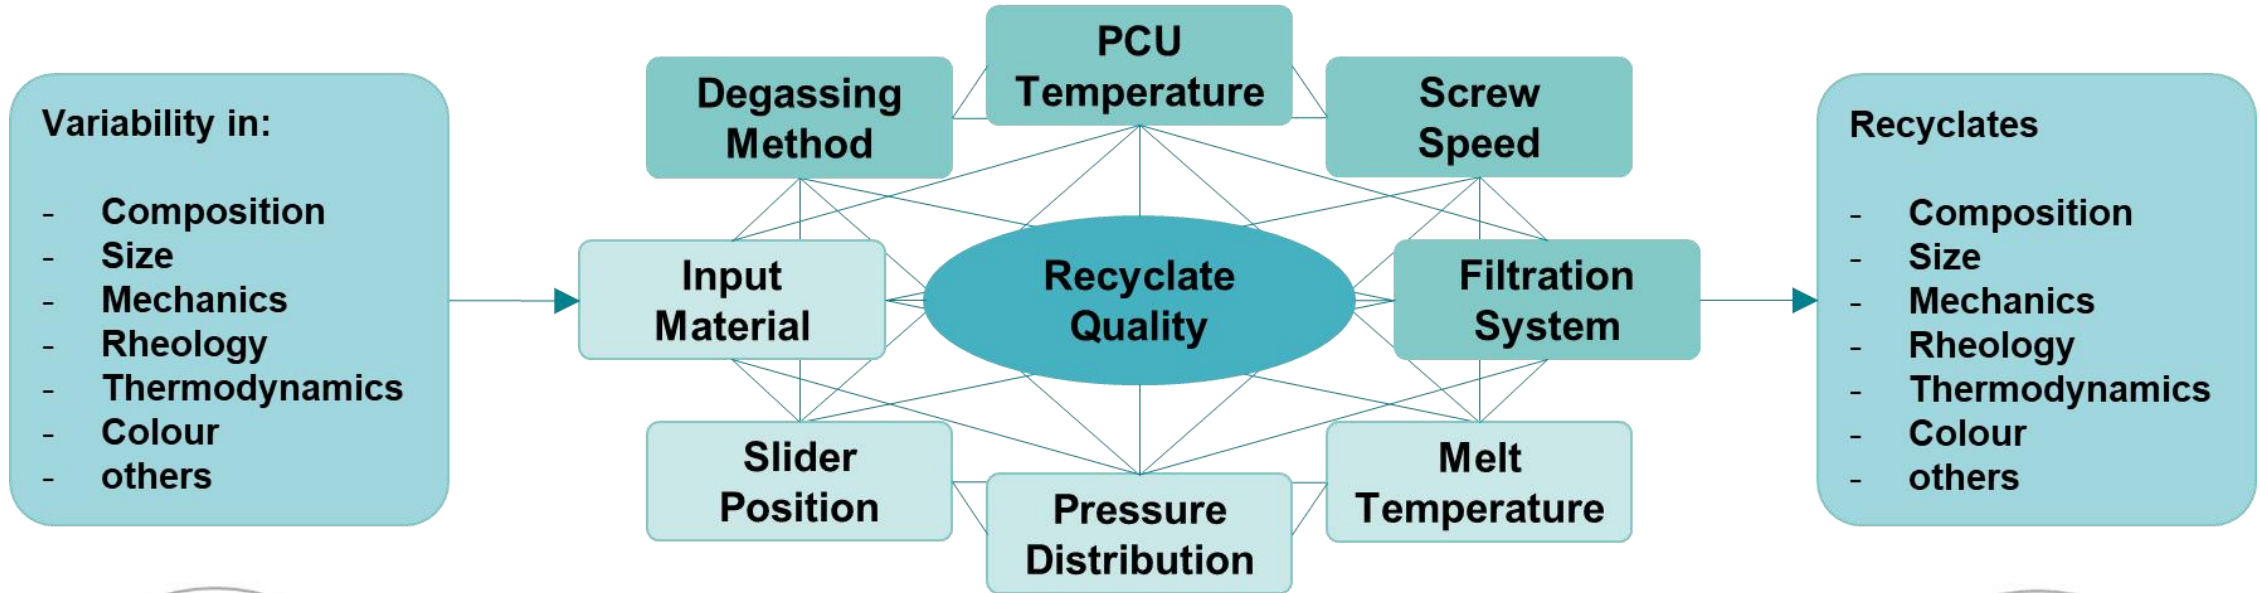 Variability in:
- Composition
- Size
- Mechanics
- Rheology
- Thermodynamics
- Colour
- others
Degassing
Method
PCU
Temperature
Screw
Speed
Input
Material
Recyclate
Quality
Filtration
System
Slider
Position
Pressure
Distribution
Melt
Temperature
Recyclates
- Composition
- Size
- Mechanics
- Rheology
- Thermodynamics
- Colour
- others